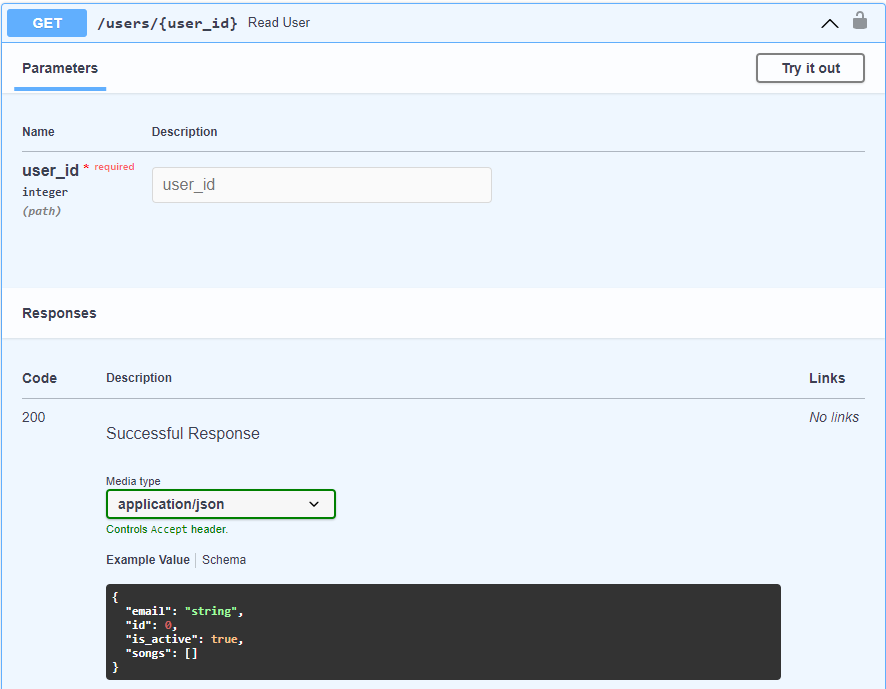 GET /users/{user_id} Read User
Parameters Try it out
Name Description
user_id * required
integer
(path)
user_id
Responses
Code Description Links
200 Successful Response No links
Media type
application/json
Controls Accept header.
Example Value Schema
{
  "email": "string",
  "id": 0,
  "is_active": true,
  "songs": []
}